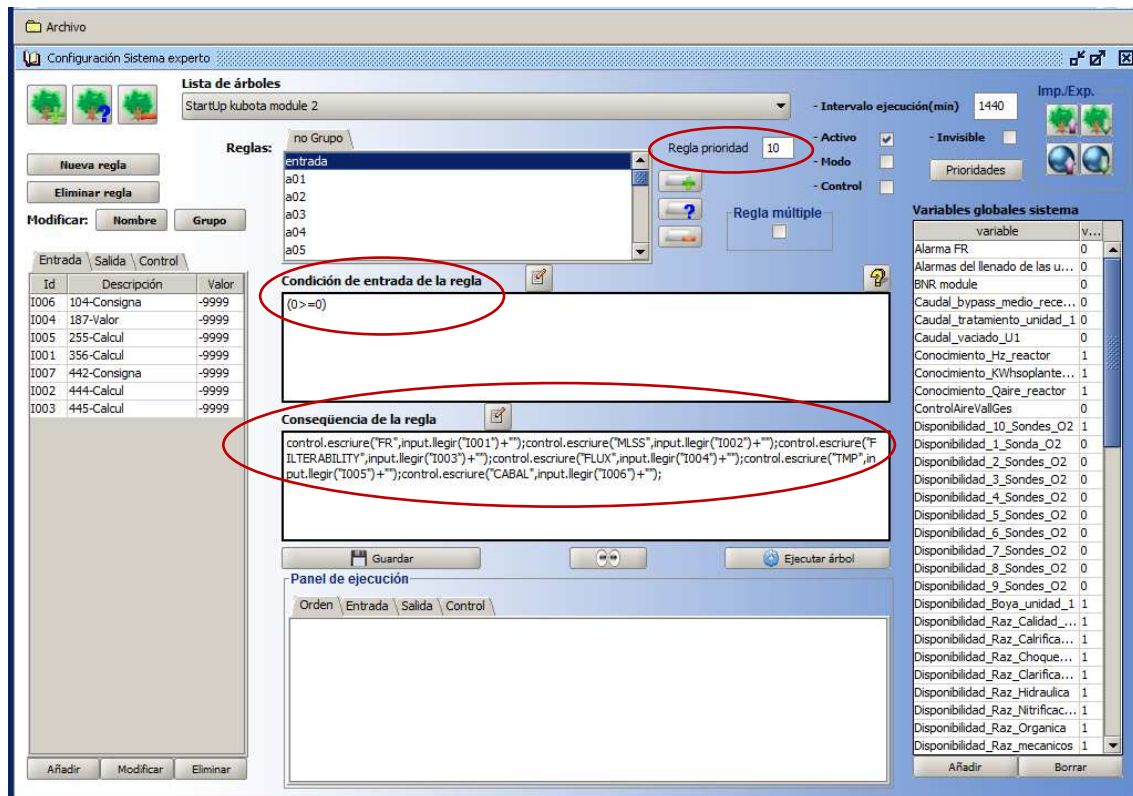 Archivo
Configuración Sistema experto
Lista de árboles
StartUp kubota module 2
- Intervalo ejecución(min) 1440
Imp./Exp.
Reglas:
no Grupo
Regla prioridad 10
- Activo
- Invisible
- Modo
Prioridades
- Control
Nueva regla
Eliminar regla
Modificar: Nombre Grupo
entrada
a01
a02
a03
a04
a05
Regla múltiple
Entrada Salida Control
Id Descripción Valor
I006 104-Consigna -9999
I004 187-Valor -9999
I005 255-Calcul -9999
I001 356-Calcul -9999
I007 442-Consigna -9999
I002 444-Calcul -9999
I003 445-Calcul -9999
Añadir Modificar Eliminar
Condición de entrada de la regla
(0>=0)
Conseqüencia de la regla
control.escriure("FR",input.llegir("I001")+"");control.escriure("MLSS",input.llegir("I002")+"");control.escriure("F
ILTERABILITY",input.llegir("I003")+"");control.escriure("FLUX",input.llegir("I004")+"");control.escriure("TMP",in
put.llegir("I005")+"");control.escriure("CABAL",input.llegir("I006")+"");
Guardar
Ejecutar árbol
Panel de ejecución
Orden Entrada Salida Control
Variables globales sistema
variable v...
Alarma FR 0
Alarmas del llenado de las u... 0
BNR module 0
Caudal_bypass_medio_rece... 0
Caudal_tratamiento_unidad_1 0
Caudal_vaciado_U1 0
Conocimiento_Hz_reactor 1
Conocimiento_KWhsoplante... 1
Conocimiento_Qaire_reactor 1
ControlAireVallGes 0
Disponibilidad_10_Sondes_O2 1
Disponibilidad_1_Sonda_O2 0
Disponibilidad_2_Sondes_O2 0
Disponibilidad_3_Sondes_O2 0
Disponibilidad_4_Sondes_O2 0
Disponibilidad_5_Sondes_O2 0
Disponibilidad_6_Sondes_O2 0
Disponibilidad_7_Sondes_O2 0
Disponibilidad_8_Sondes_O2 0
Disponibilidad_9_Sondes_O2 0
Disponibilidad_Boya_unidad_1 1
Disponibilidad_Raz_Calidad_... 1
Disponibilidad_Raz_Calrifica... 1
Disponibilidad_Raz_Choque... 1
Disponibilidad_Raz_Clarifica... 1
Disponibilidad_Raz_Hidraulica 1
Disponibilidad_Raz_Nitrificac... 1
Disponibilidad_Raz_Organica 1
Disponibilidad_Raz_mecanicos 1
Añadir Borrar